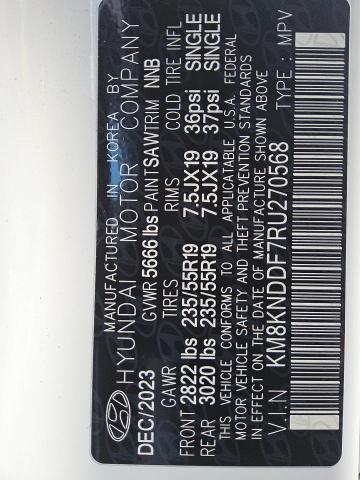 MANUFACTURED IN KOREA BY
HYUNDAI MOTOR COMPANY
DEC/2023 GVWR 5666 lbs PAINT SAW TRIM NNB
GAWR TIRES RIMS COLD TIRE INFL
FRONT 2822 lbs 235/55R19 7.5JX19 36psi SINGLE
REAR 3020 lbs 235/55R19 7.5JX19 37psi SINGLE
THIS VEHICLE CONFORMS TO ALL APPLICATABLE U.S.A. FEDERAL
MOTOR VEHICLE SAFETY AND THEFT PREVENTION STANDARDS
IN EFFECT ON THE DATE OF MANUFACTURE SHOWN ABOVE
V.I.N KM8KNDDF7RU270568 TYPE : MPV